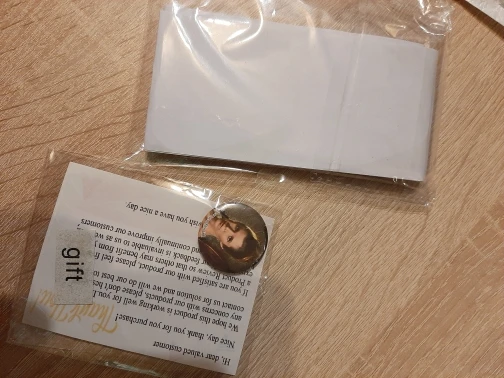 gift
Thank You
Hi, dear valued customer
Nice day, thank you for you purchase!
We hope this product is working well for you.I
any concerns with our products, please don't hes
contact us for solution and we will do our best to
If you are satisfied with our product, please feel fr
a Product Review so that others may benefit from y
feedback is invaluable to us as we
and continually improve our customers'
wish you have a nice day